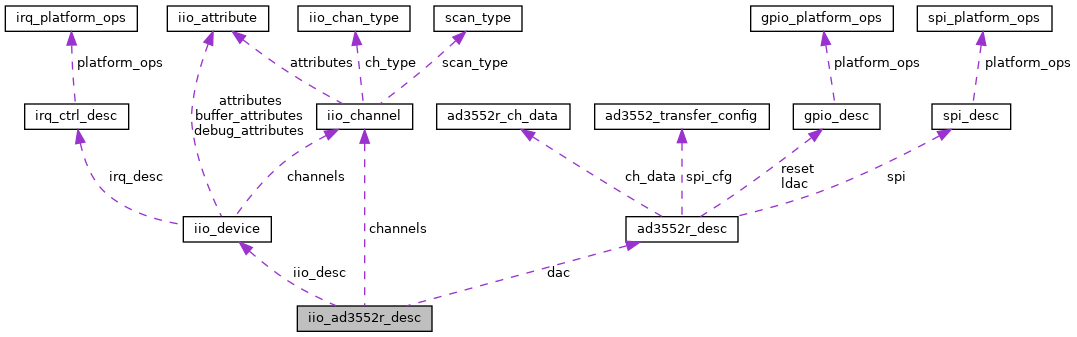 irq_platform_ops
iio_attribute
iio_chan_type
scan_type
gpio_platform_ops
spi_platform_ops
platform_ops
attributes
ch_type
scan_type
platform_ops
platform_ops
attributes
buffer_attributes
debug_attributes
irq_ctrl_desc
iio_channel
ad3552r_ch_data
ad3552_transfer_config
gpio_desc
spi_desc
irq_desc
channels
ch_data
spi_cfg
reset
ldac
spi
iio_device
channels
ad3552r_desc
iio_desc
dac
iio_ad3552r_desc